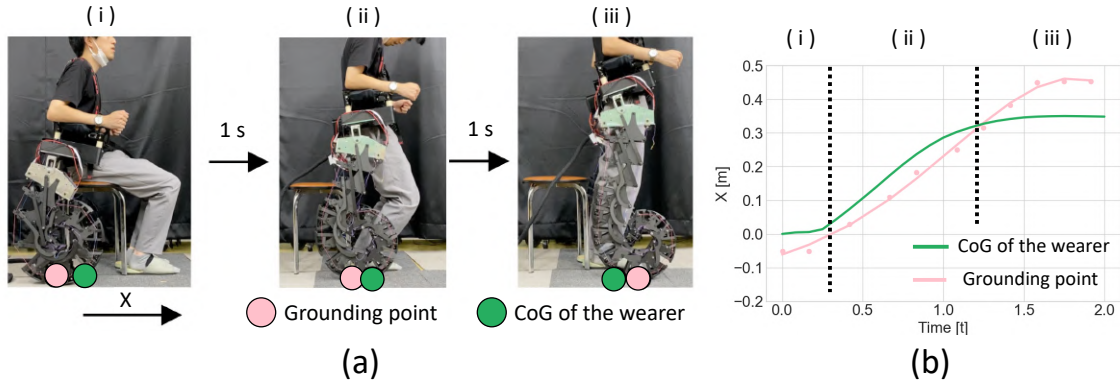 ( i )
( ii )
( iii )
1 s
1 s
X
Grounding point
CoG of the wearer
(a)
( i )
( ii )
( iii )
X [m]
0.5
0.4
0.3
0.2
0.1
0.0
−0.1
−0.2
CoG of the wearer
Grounding point
0.0 0.5 1.0 1.5 2.0
Time [t]
(b)